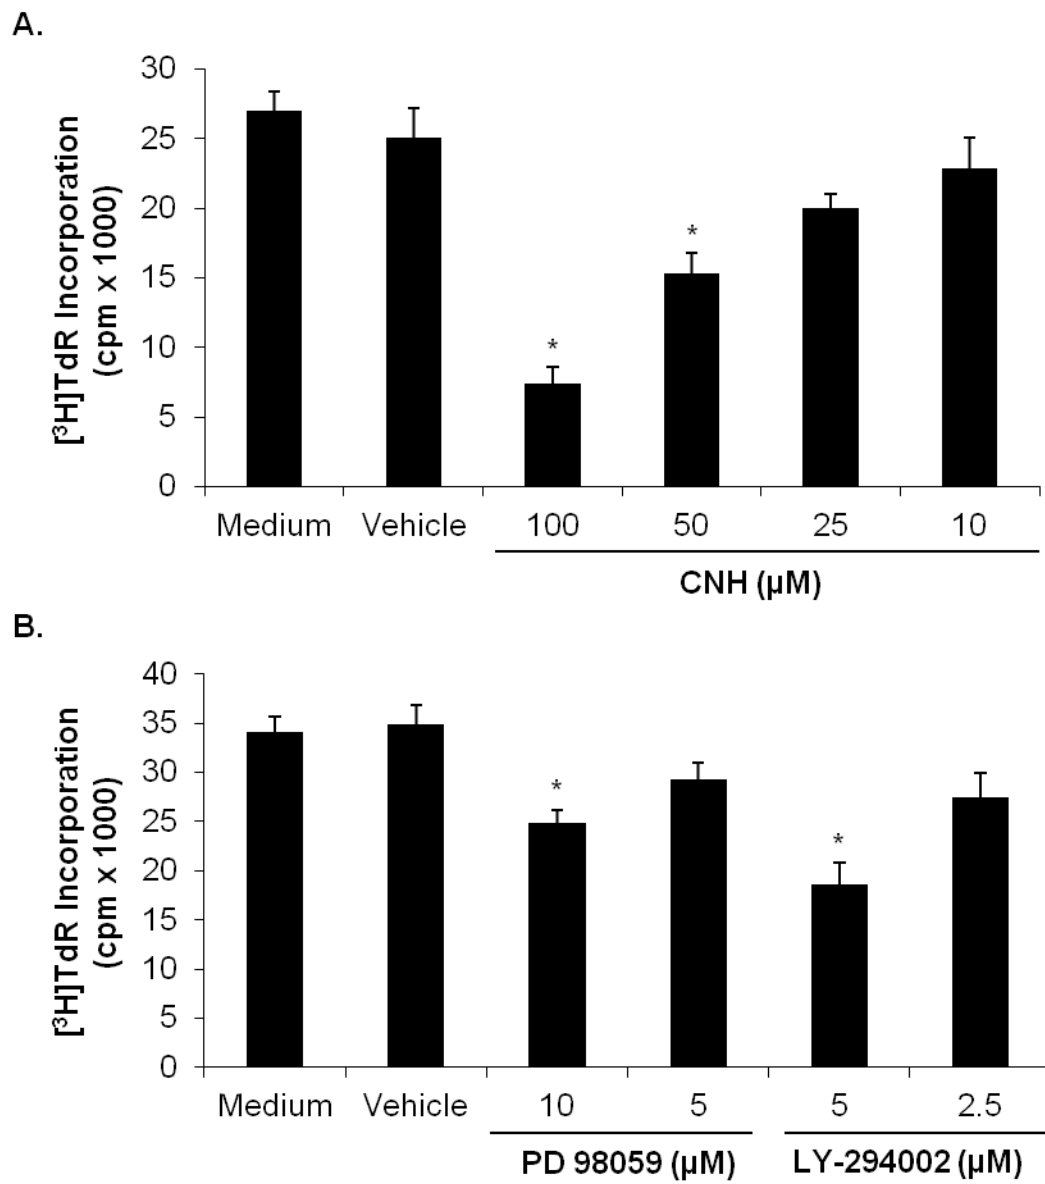 A.
30
25
20
15
10
5
0
[³H]TdR Incorporation
(cpm x 1000)
*
*
Medium Vehicle 100 50 25 10
CNH (µM)
B.
40
35
30
25
20
15
10
5
0
[³H]TdR Incorporation
(cpm x 1000)
*
*
Medium Vehicle 10 5 5 2.5
PD 98059 (µM) LY-294002 (µM)